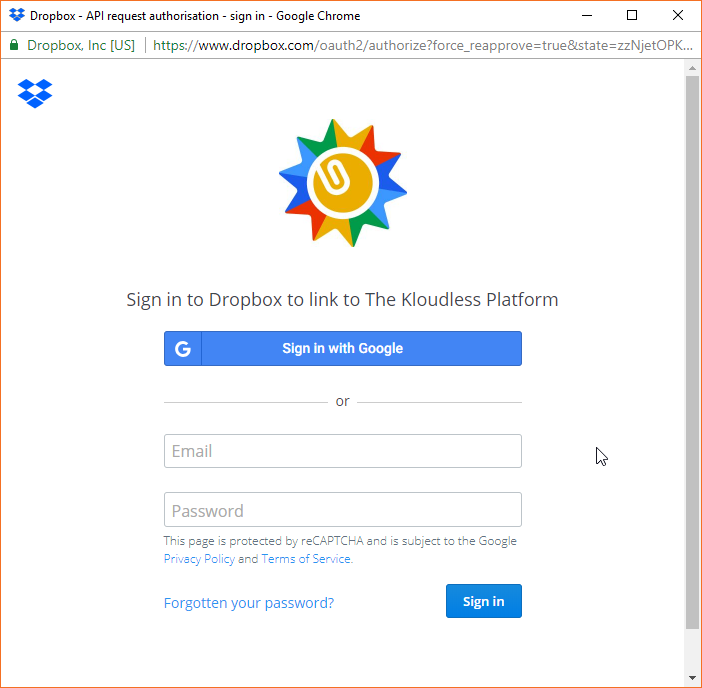 Dropbox - API request authorisation - sign in - Google Chrome
Dropbox, Inc [US] | https://www.dropbox.com/oauth2/authorize?force_reapprove=true&state=zzNjetOPK...
Sign in to Dropbox to link to The Kloudless Platform
G Sign in with Google
or
Email
Password
This page is protected by reCAPTCHA and is subject to the Google
Privacy Policy and Terms of Service.
Forgotten your password?
Sign in